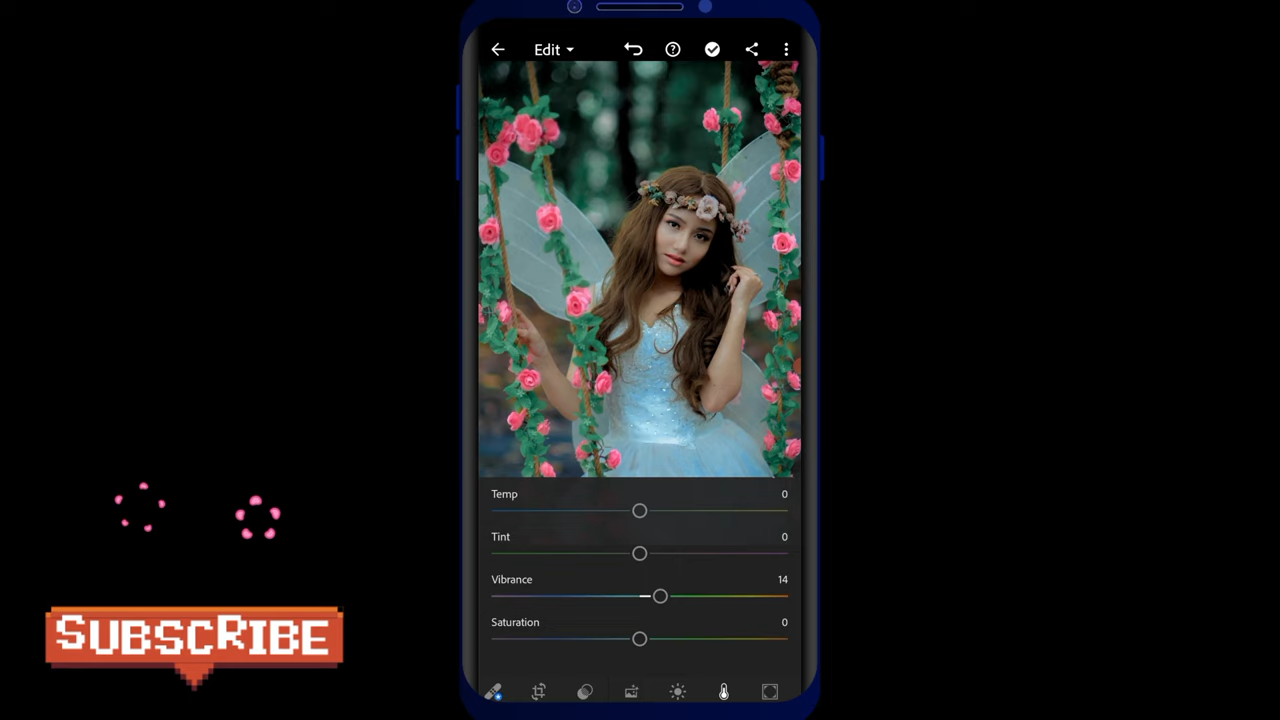 Edit
Temp 0
Tint 0
Vibrance 14
Saturation 0
SUBSCRIBE